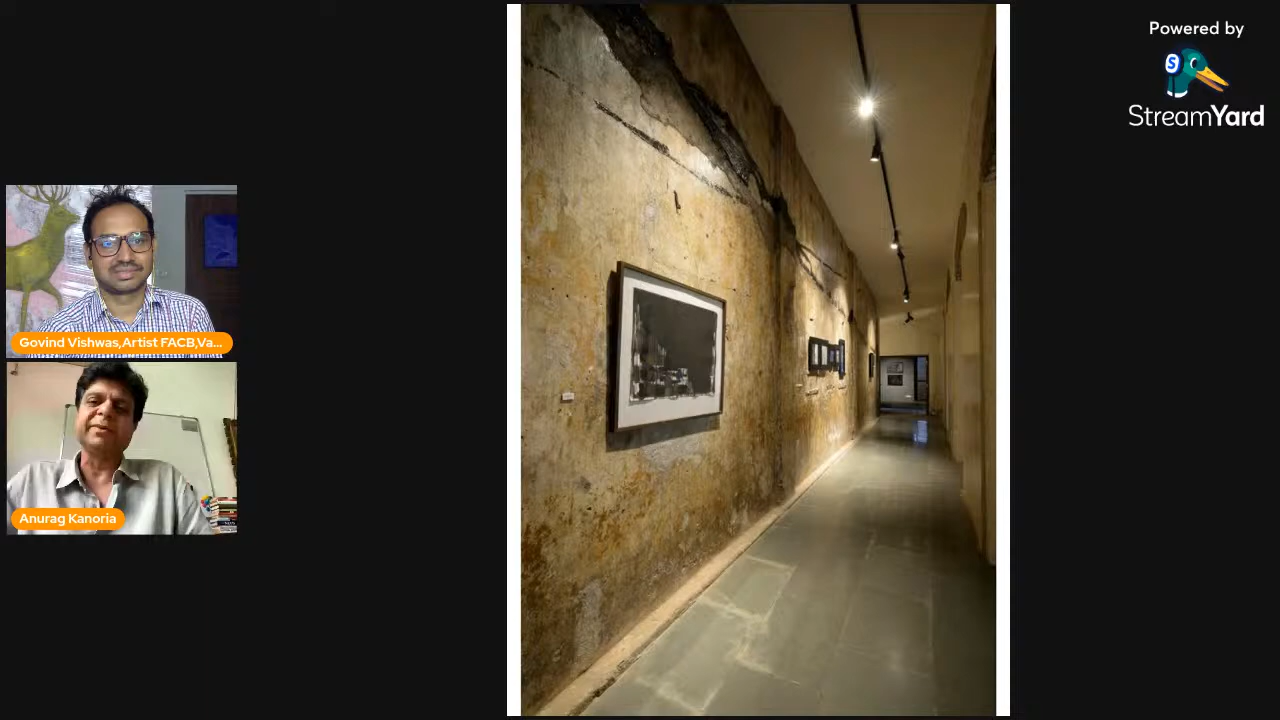 Powered by
S
StreamYard
Govind Vishwas,Artist FACB,Va...
Anurag Kanoria